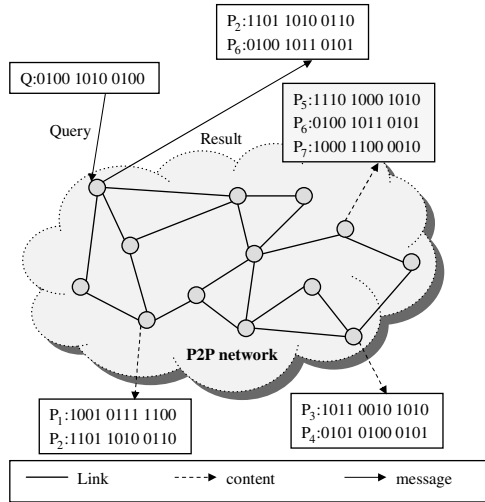 P2:1101 1010 0110
P6:0100 1011 0101
Q:0100 1010 0100
Query
Result
P5:1110 1000 1010
P6:0100 1011 0101
P7:1000 1100 0010
P2P network
P1:1001 0111 1100
P2:1101 1010 0110
P3:1011 0010 1010
P4:0101 0100 0101
Link
content
message